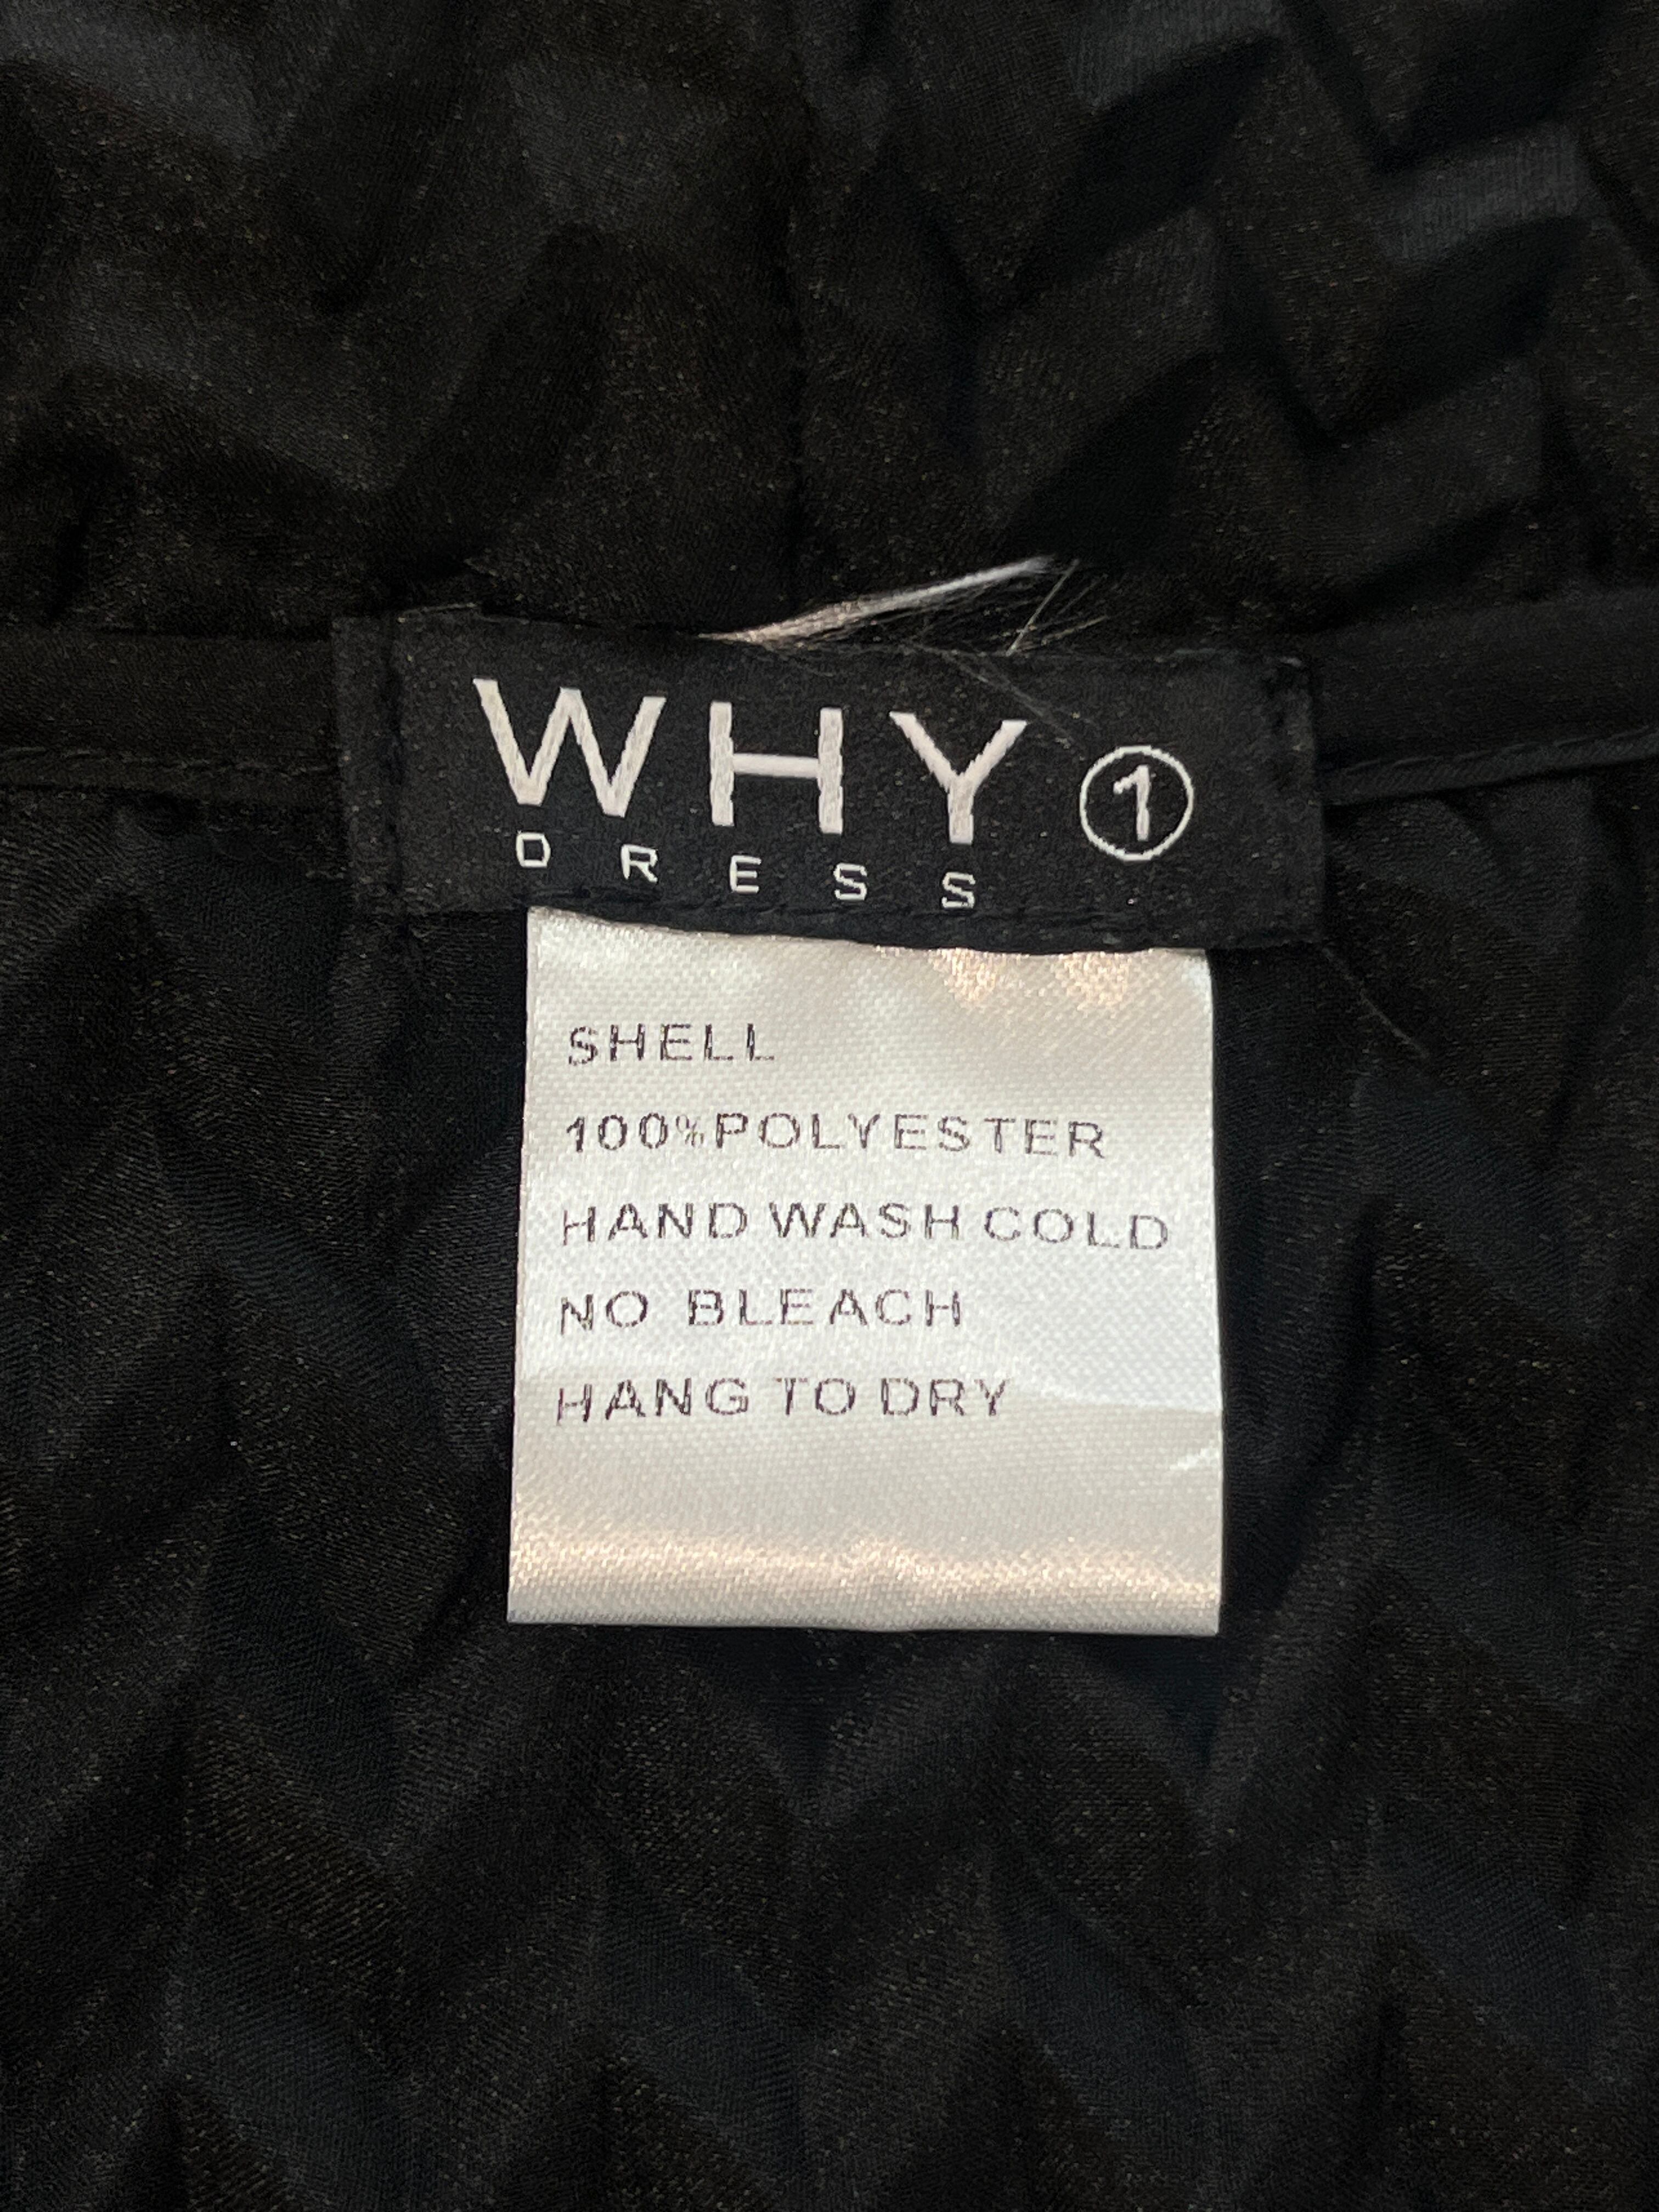 WHY ①
DRESS
SHELL
100%POLYESTER
HAND WASH COLD
NO BLEACH
HANG TO DRY